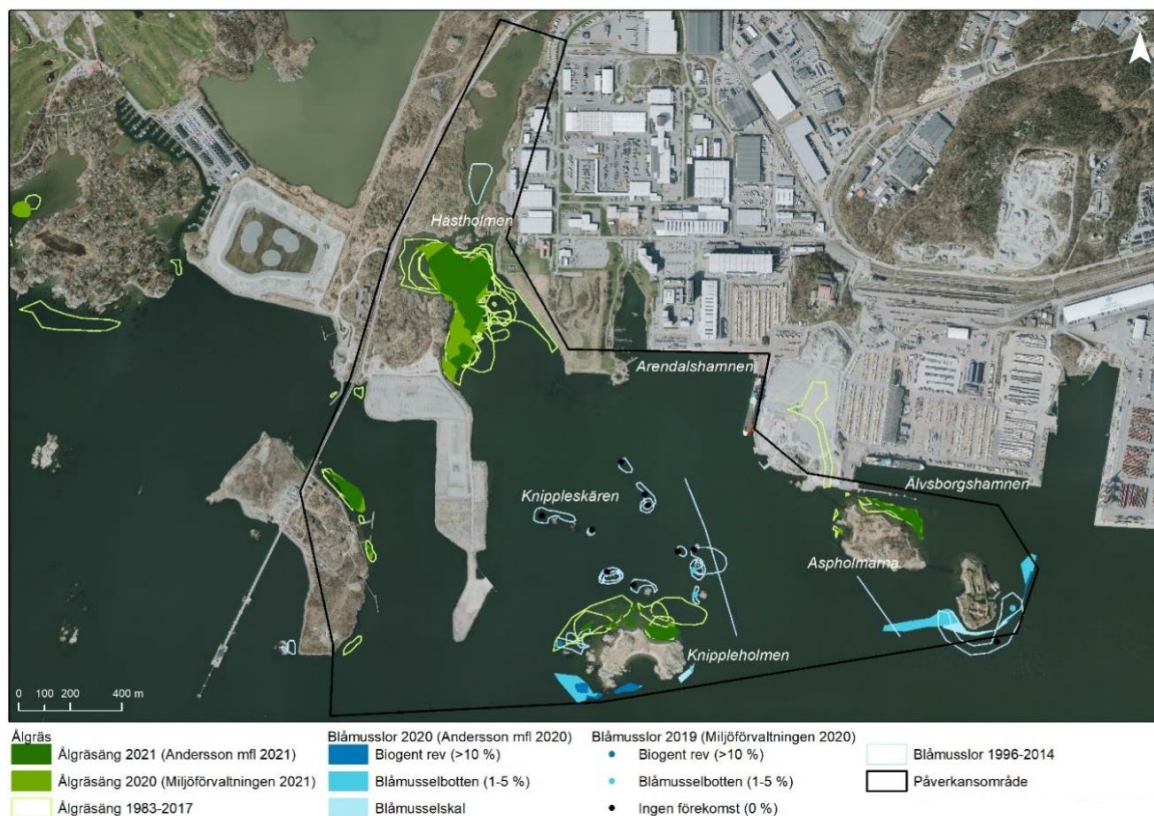 Hästholmen
Arendalshamnen
Knippleskären
Älvsborgshamnen
Aspholmarna
Knippleholmen
0 100 200 400 m
Ålgräs
Ålgräsäng 2021 (Andersson mfl 2021)
Ålgräsäng 2020 (Miljöförvaltningen 2021)
Ålgräsäng 1983-2017
Blåmusslor 2020 (Andersson mfl 2020)
Biogent rev (>10 %)
Blåmusselbotten (1-5 %)
Blåmusselskal
Blåmusslor 2019 (Miljöförvaltningen 2020)
Biogent rev (>10 %)
Blåmusselbotten (1-5 %)
Ingen förekomst (0 %)
Blåmusslor 1996-2014
Påverkansområde